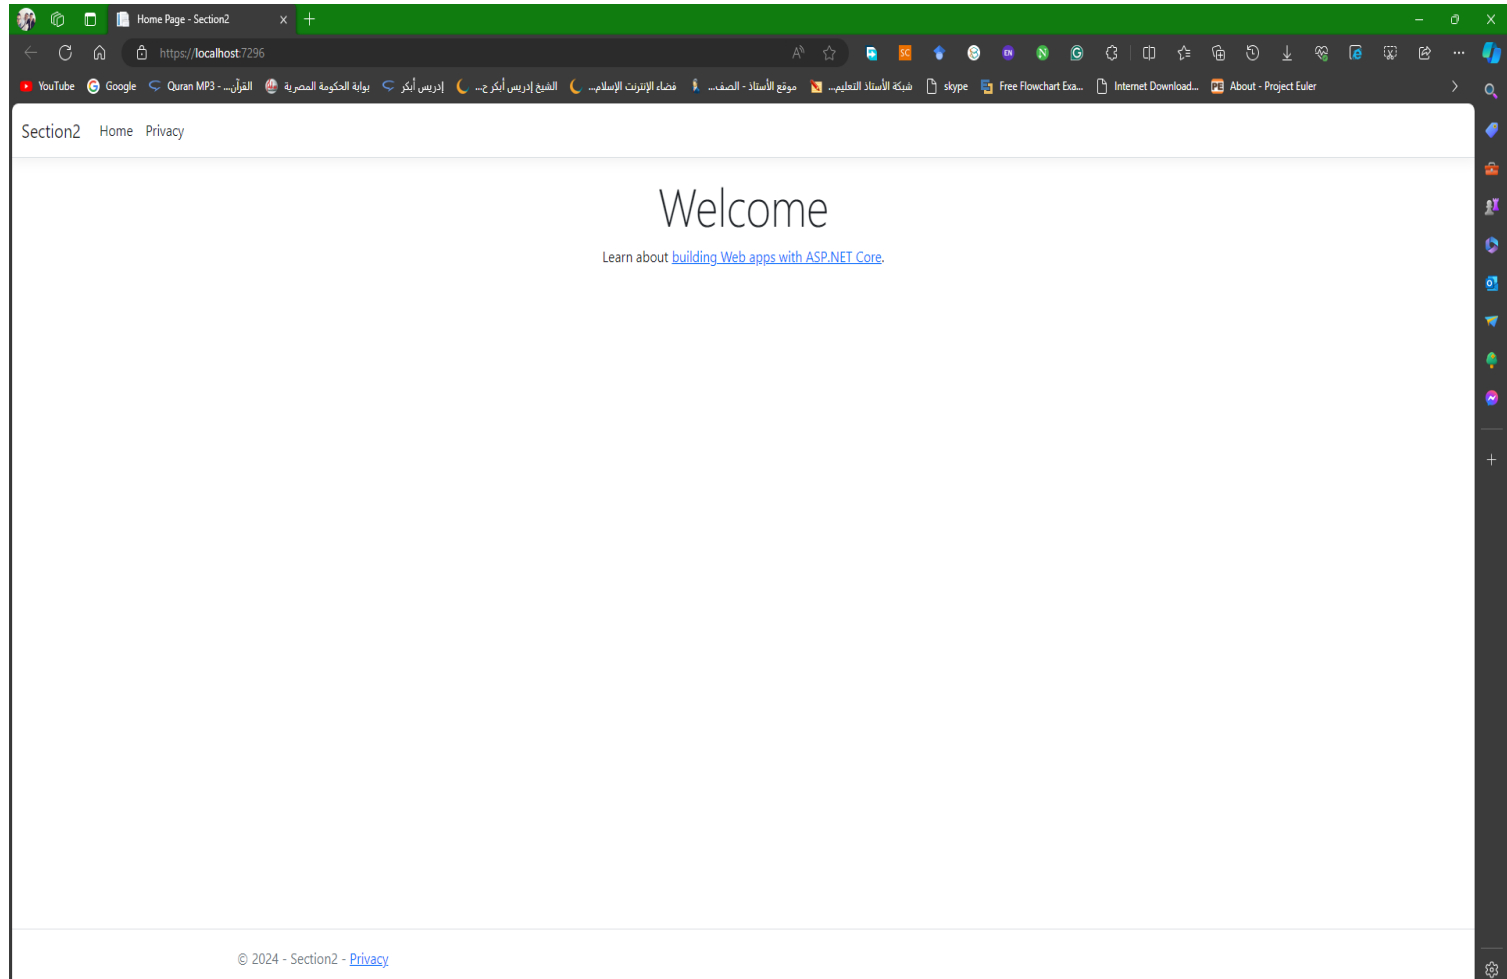 Home Page - Section2
https://localhost:7296
YouTube Google Quran MP3 - القرآن... بوابة الحكومة المصرية إدريس أبكر الشيخ إدريس أبكر ح... فضاء الإنترنت الإسلام... موقع الأستاذ - الصف... شبكة الأستاذ التعليم... skype Free Flowchart Exa... Internet Download... About - Project Euler
Section2 Home Privacy
Welcome
Learn about building Web apps with ASP.NET Core.
© 2024 - Section2 - Privacy